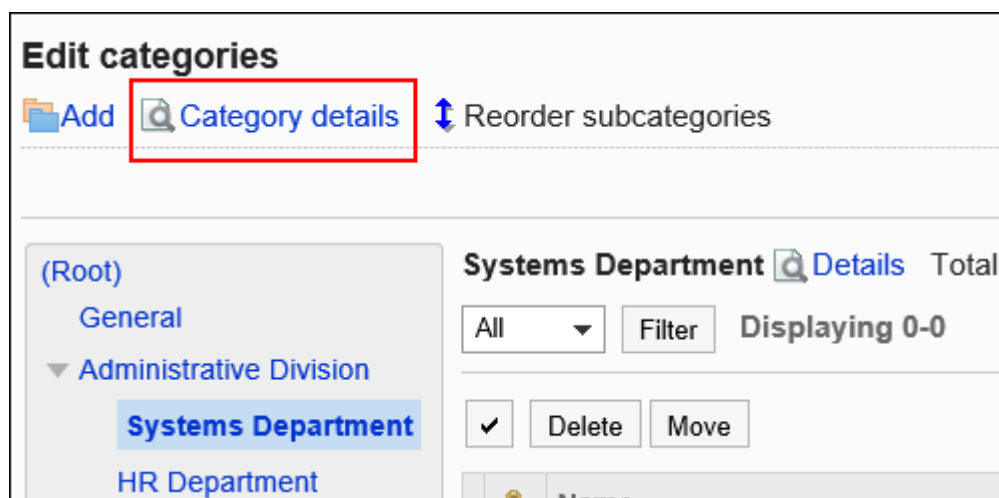 Edit categories
Add Category details Reorder subcategories
(Root)
General
Administrative Division
Systems Department
HR Department
Systems Department Details Total
All Filter Displaying 0-0
Delete Move
Name